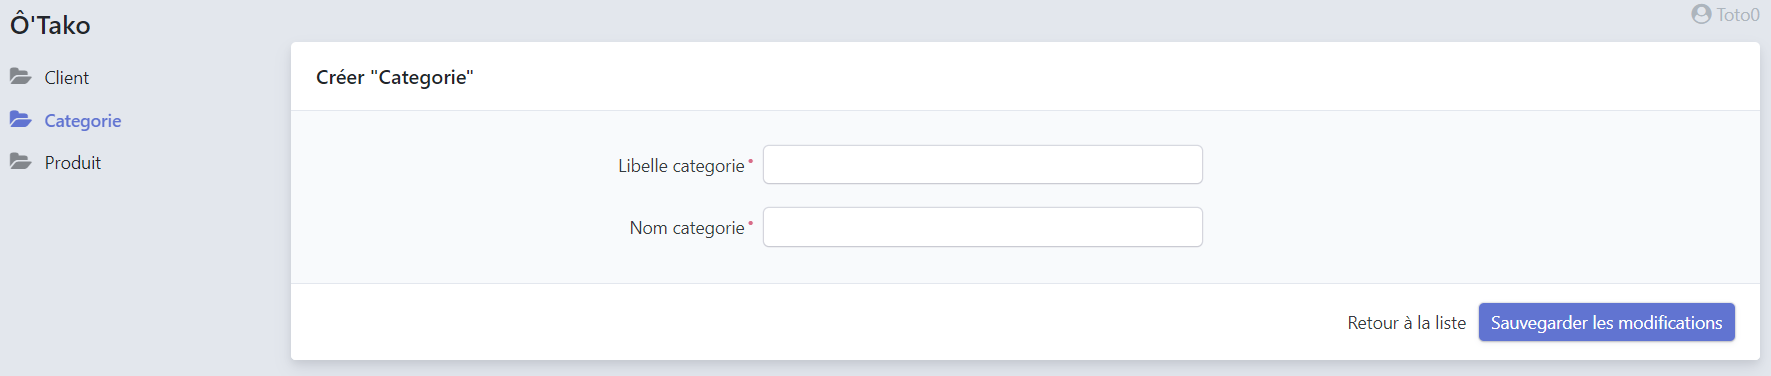 Ô'Tako
Toto0
Client
Categorie
Produit
Créer "Categorie"
Libelle categorie*
Nom categorie*
Retour à la liste
Sauvegarder les modifications